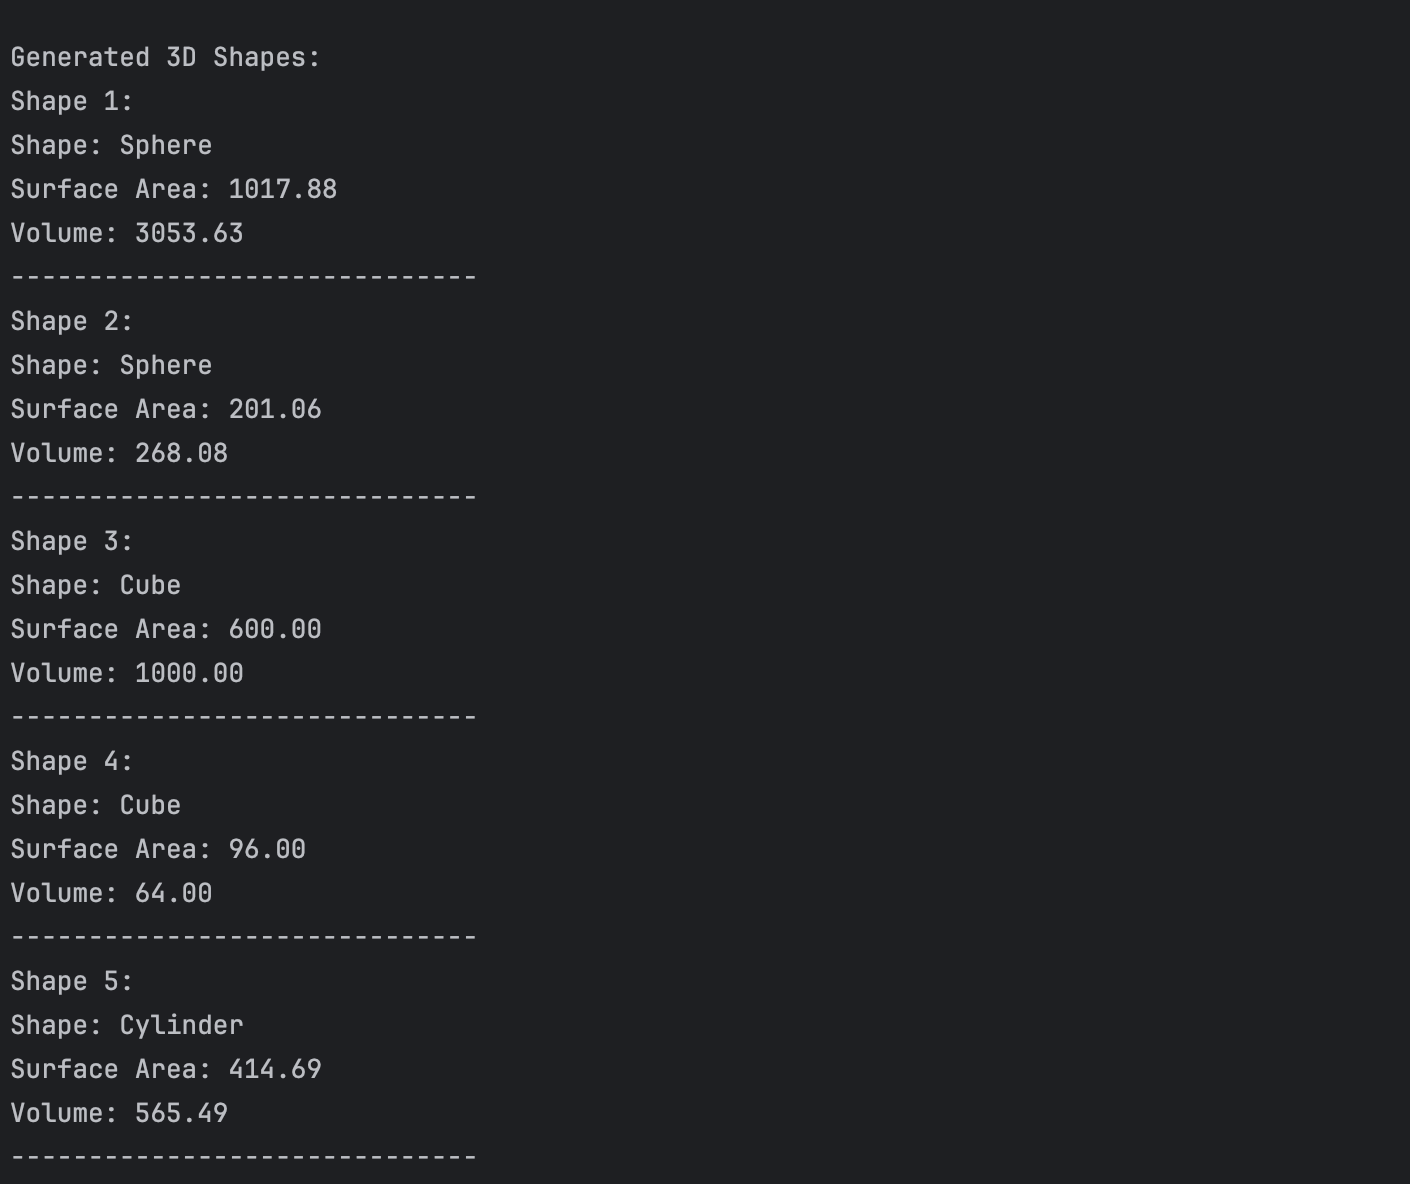 Generated 3D Shapes:
Shape 1:
Shape: Sphere
Surface Area: 1017.88
Volume: 3053.63
------------------------------
Shape 2:
Shape: Sphere
Surface Area: 201.06
Volume: 268.08
------------------------------
Shape 3:
Shape: Cube
Surface Area: 600.00
Volume: 1000.00
------------------------------
Shape 4:
Shape: Cube
Surface Area: 96.00
Volume: 64.00
------------------------------
Shape 5:
Shape: Cylinder
Surface Area: 414.69
Volume: 565.49
------------------------------